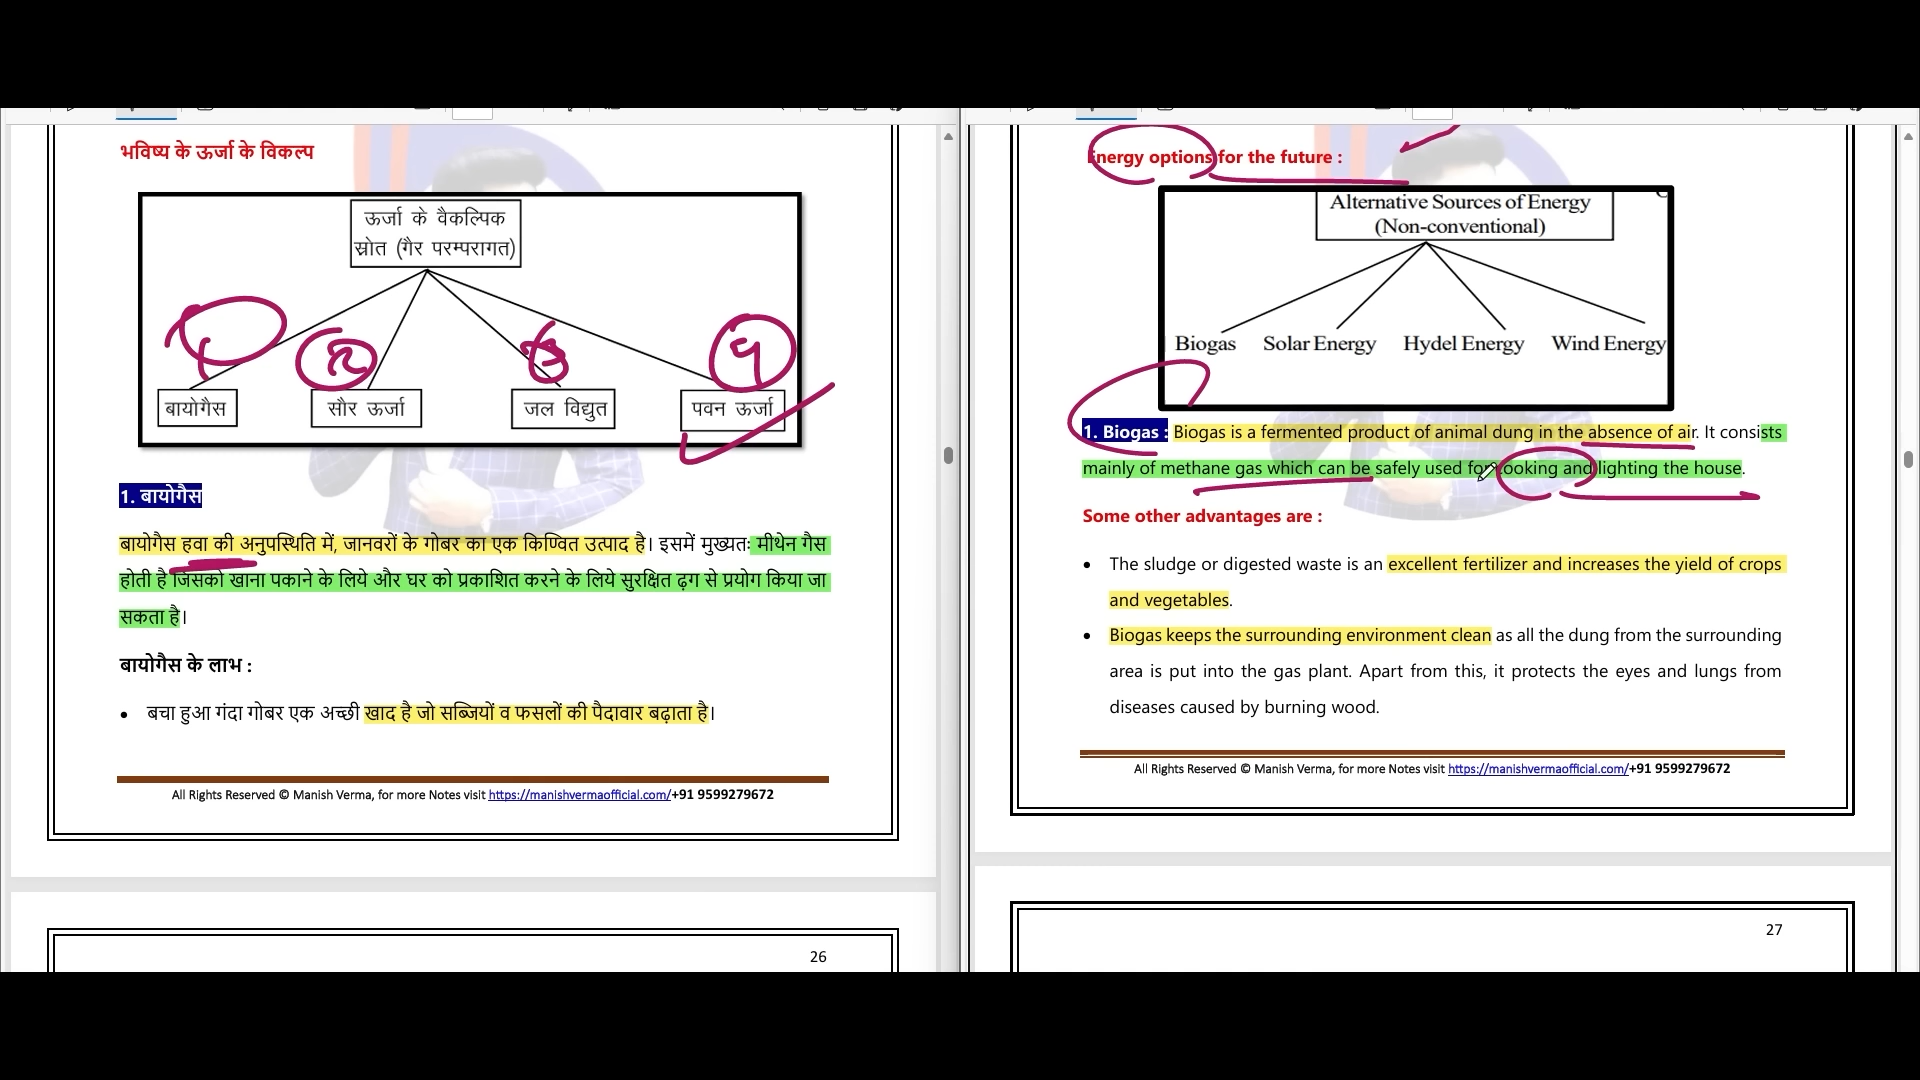 भविष्य के ऊर्जा के विकल्प
ऊर्जा के वैकल्पिक
स्रोत (गैर परम्परागत)
1
2
3
4
बायोगैस
सौर ऊर्जा
जल विद्युत
पवन ऊर्जा
1. बायोगैस
बायोगैस हवा की अनुपस्थिति में, जानवरों के गोबर का एक किण्वित उत्पाद है। इसमें मुख्यतः मीथेन गैस
होती है जिसको खाना पकाने के लिये और घर को प्रकाशित करने के लिये सुरक्षित ढ़ग से प्रयोग किया जा
सकता है।
बायोगैस के लाभ :
• बचा हुआ गंदा गोबर एक अच्छी खाद है जो सब्जियों व फसलों की पैदावार बढ़ाता है।
All Rights Reserved © Manish Verma, for more Notes visit https://manishvermaofficial.com/+91 9599279672
26
Energy options for the future :
Alternative Sources of Energy
(Non-conventional)
Biogas
Solar Energy
Hydel Energy
Wind Energy
1. Biogas : Biogas is a fermented product of animal dung in the absence of air. It consists
mainly of methane gas which can be safely used for cooking and lighting the house.
Some other advantages are :
• The sludge or digested waste is an excellent fertilizer and increases the yield of crops
and vegetables.
• Biogas keeps the surrounding environment clean as all the dung from the surrounding
area is put into the gas plant. Apart from this, it protects the eyes and lungs from
diseases caused by burning wood.
All Rights Reserved © Manish Verma, for more Notes visit https://manishvermaofficial.com/+91 9599279672
27